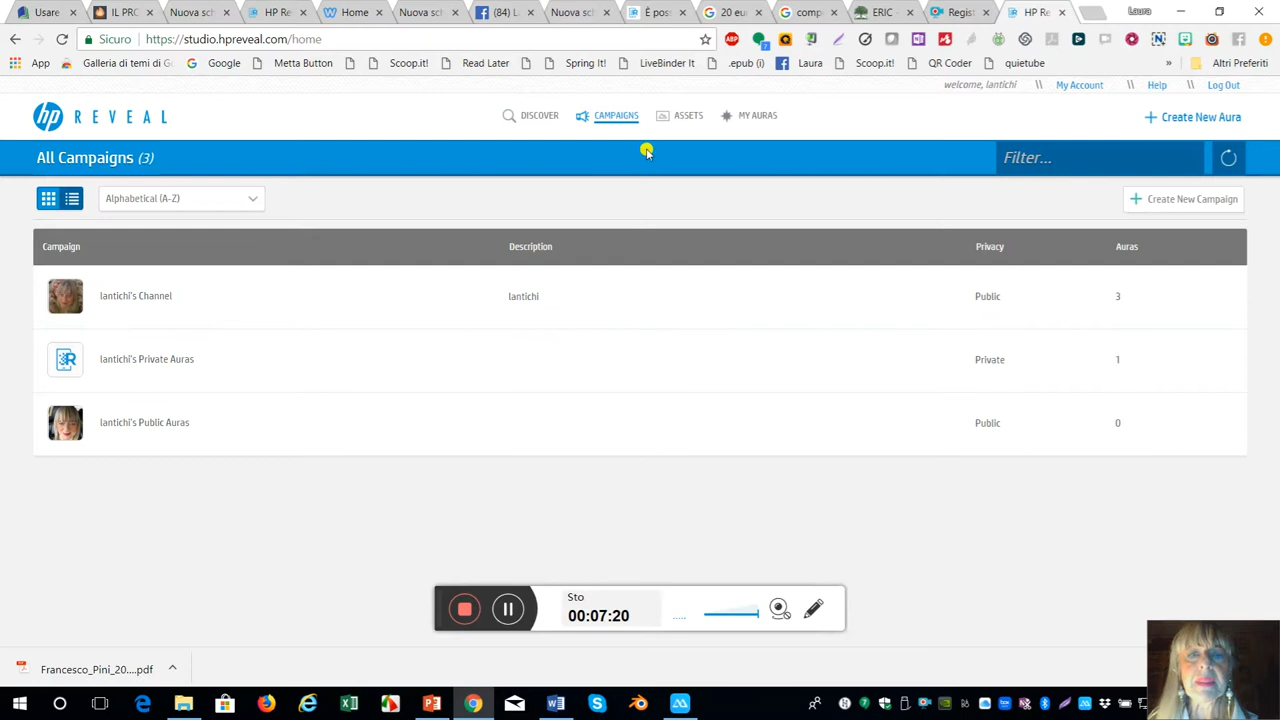 Usare
IL PRC
Nuova sch
HP Re
Home
Nuova sch
(84) L
Nuova sch
È pos
20 eur
comp
ERIC -
Regist
HP Re
Laura
Sicuro
https://studio.hpreveal.com/home
App
Galleria di temi di G
Google
Metta Button
Scoop.it!
Read Later
Spring It!
LiveBinder It
.epub (i)
Laura
Scoop.it!
QR Coder
quietube
»
Altri Preferiti
welcome, lantichi \\ My Account \\ Help \\ Log Out
hp REVEAL
DISCOVER CAMPAIGNS ASSETS MY AURAS
+ Create New Aura
All Campaigns (3)
Filter...
Alphabetical (A-Z)
+ Create New Campaign
Campaign Description Privacy Auras
lantichi's Channel lantichi Public 3
lantichi's Private Auras Private 1
lantichi's Public Auras Public 0
Sto
00:07:20
Francesco_Pini_20....pdf